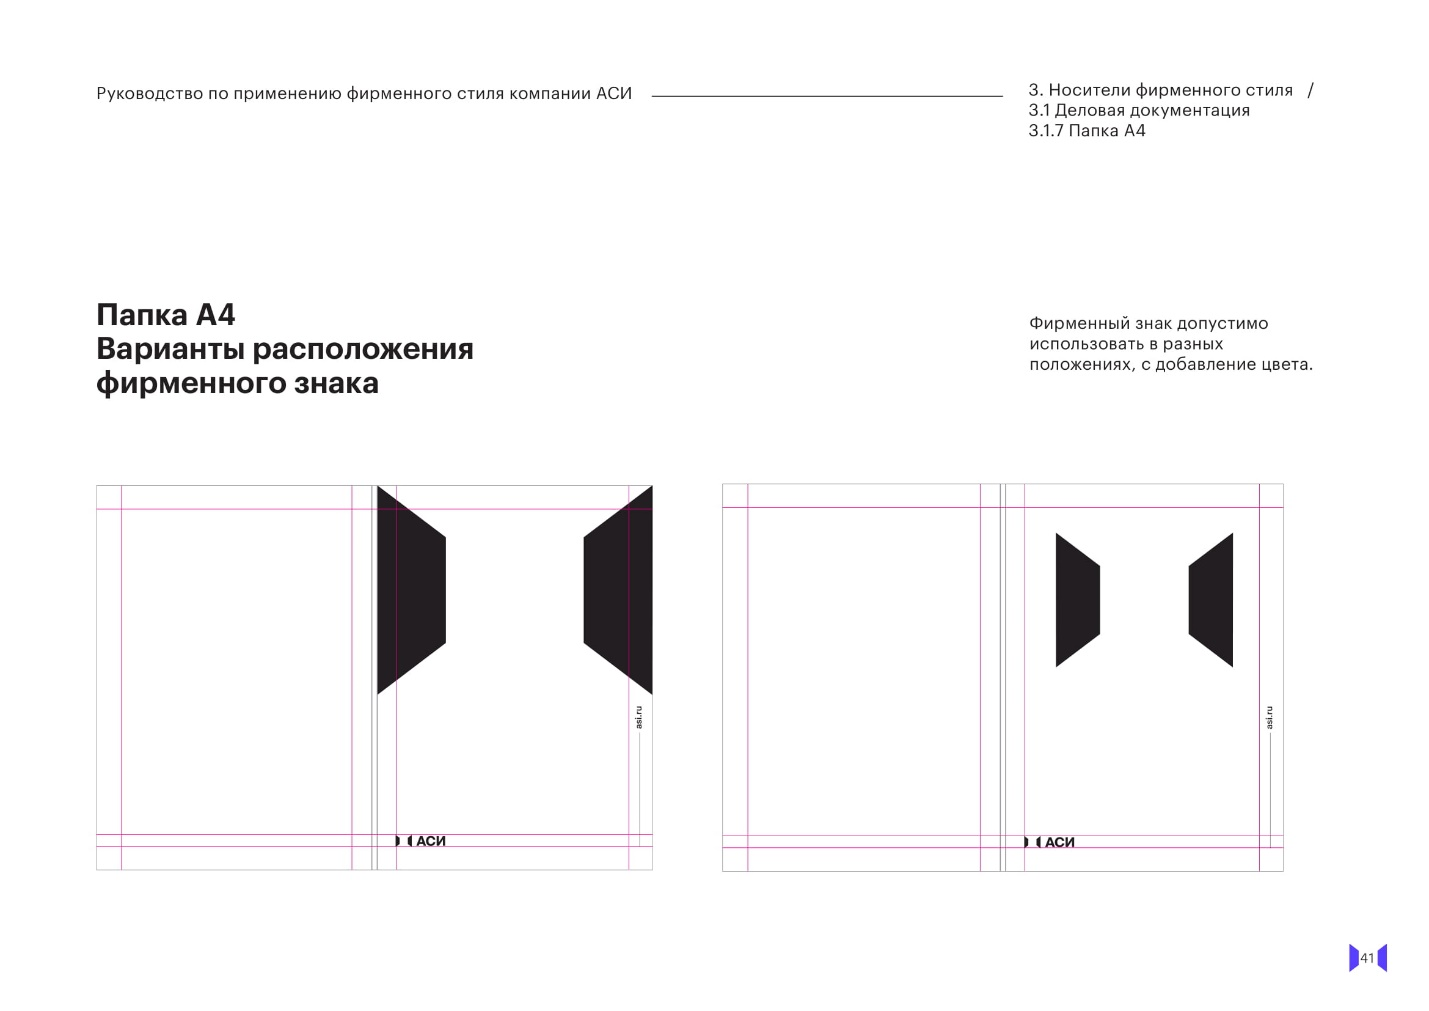 Руководство по применению фирменного стиля компании АСИ
3. Носители фирменного стиля /
3.1 Деловая документация
3.1.7 Папка А4
Папка А4
Варианты расположения
фирменного знака
Фирменный знак допустимо
использовать в разных
положениях, с добавление цвета.
asi.ru
АСИ
asi.ru
АСИ
41